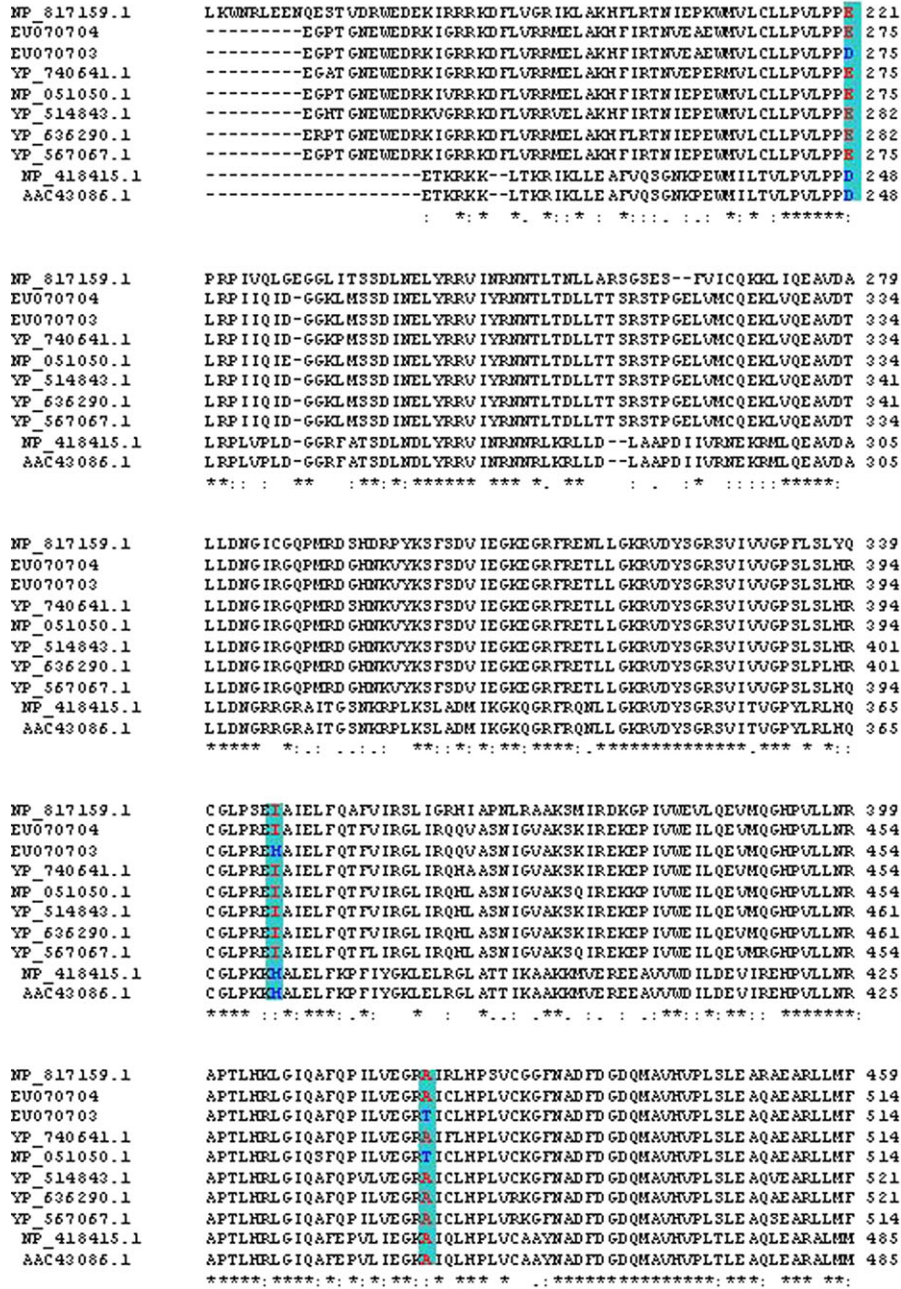 NP_817159.1 LKWNRLEENQESTVDRWEDEKIRRRKDFLVGRIKLAKHFLRTNIEPKWMVLCLLPVLPPE 221
EU070704 ---------EGPTGNEWEDRKIGRRKDFLVRRMELAKHFIRTNVEAEWMVLCLLPVLPPE 275
EU070703 ---------EGPTGNEWEDRKIGRRKDFLVRRMELAKHFIRTNVEAEWMVLCLLPVLPPD 275
YP_740641.1 ---------EGATGNEWEDRKIGRRKDFLVRRMELAKHFIRTNVEPERMVLCLLPVLPPE 275
NP_051050.1 ---------EGPTGNEWEDRKIVRRKDFLVRRMELAKHFIRTNIEPEWMVLCLLPVLPPE 275
YP_514843.1 ---------EGHTGNEWEDRKVGRRKDFLVRRVELAKHFIRTNIEPEWMVLCLLPVLPPE 282
YP_636290.1 ---------ERPTGNEWEDRKIGRRKDFLVRRMELAKHFIRTNIEPEWMVLCLLPVLPPE 282
YP_567067.1 ---------EGPTGNEWEDRKIGRRKDFLVRRMELAKHFIRTNIEPEWMVLCLLPVLPPE 275
NP_418415.1 --------------------ETKRKK--LTKRIKLLEAFVQSGNKPEWMILTVLPVLPPD 248
AAC43086.1 --------------------ETKRKK--LTKRIKLLEAFVQSGNKPEWMILTVLPVLPPD 248
: *:* *. *::* *:::. .: *:* :******:
NP_817159.1 PRPIVQLGEGGLITSSDLNELYRRVINRNNTLTNLLARSGSES--FVICQKKLIQEAVDA 279
EU070704 LRPIIQID-GGKLMSSDINELYRRVIYRNNTLTDLLTTSRSTPGELVMCQEKLVQEAVDT 334
EU070703 LRPIIQID-GGKLMSSDINELYRRVIYRNNTLTDLLTTSRSTPGELVMCQEKLVQEAVDT 334
YP_740641.1 LRPIIQID-GGKPMSSDINELYRRVIYRNNTLTDLLTTSRSTPGELVMCQEKLVQEAVDT 334
NP_051050.1 LRPIIQIE-GGKLMSSDINELYRRVIYRNNTLTDLLTTSRSTPGELVMCQEKLVQEAVDT 334
YP_514843.1 LRPIIQID-GGKLMSSDINELYRRVIYRNNTLTDLLTTSRSTPGELVMCQEKLVQEAVDT 341
YP_636290.1 LRPIIQID-GGKLMSSDINELYRRVIYRNNTLTDLLTTSRSTPGELVMCQEKLVQEAVDT 341
YP_567067.1 LRPIIQID-GGKLMSSDINELYRRVIYRNNTLTDLLTTSRSTPGELVMCQEKLVQEAVDT 334
NP_418415.1 LRPLVPLD-GGRFATSDLNDLYRRVINRNNRLKRLLD--LAAPDIIVRNEKRMLQEAVDA 305
AAC43086.1 LRPLVPLD-GGRFATSDLNDLYRRVINRNNRLKRLLD--LAAPDIIVRNEKRMLQEAVDA 305
**:: : ** :**:*:****** *** *. ** : . :* :::::*****:
NP_817159.1 LLDNGICGQPMRDSHDRPYKSFSDVIEGKEGRFRENLLGKRVDYSGRSVIVVGPFLSLYQ 339
EU070704 LLDNGIRGQPMRDGHNKVYKSFSDVIEGKEGRFRETLLGKRVDYSGRSVIVVGPSLSLHR 394
EU070703 LLDNGIRGQPMRDGHNKVYKSFSDVIEGKEGRFRETLLGKRVDYSGRSVIVVGPSLSLHR 394
YP_740641.1 LLDNGIRGQPMRDGHNKVYKSFSDVIEGKEGRFRETLLGKRVDYSGRSVIVVGPSLSLHR 394
NP_051050.1 LLDNGIRGQPMRDGHNKVYKSFSDVIEGKEGRFRETLLGKRVDYSGRSVIVVGPSLSLHR 394
YP_514843.1 LLDNGIRGQPMRDGHNKVYKSFSDVIEGKEGRFRETLLGKRVDYSGRSVIVVGPSLSLHR 401
YP_636290.1 LLDNGIRGQPMRDGHNKVYKSFSDVIEGKEGRFRETLLGKRVDYSGRSVIVVGPSLPLHR 401
YP_567067.1 LLDNGIRGQPMRDGHNKVYKSFSDVIEGKEGRFRETLLGKRVDYSGRSVIVVGPSLSLHQ 394
NP_418415.1 LLDNGRRGRAITGSNKRPLKSLADMIKGKQGRFRQNLLGKRVDYSGRSVITVGPYLRLHQ 365
AAC43086.1 LLDNGRRGRAITGSNKRPLKSLADMIKGKQGRFRQNLLGKRVDYSGRSVITVGPYLRLHQ 365
***** *:.: ..:.: **::*:*:**:****:.**************.*** * *::
NP_817159.1 CGLPSEIAIELFQAFVIRSLIGRHIAPNLRAAKSMIRDKGPIVWEVLQEVMQGHPVLLNR 399
EU070704 CGLPREIAIELFQTFVIRGLIRQQVASNIGVAKSKIREKEPIVWEILQEVMQGHPVLLNR 454
EU070703 CGLPREHAIELFQTFVIRGLIRQQVASNIGVAKSKIREKEPIVWEILQEVMQGHPVLLNR 454
YP_740641.1 CGLPREIAIELFQTFVIRGLIRQHAASNIGVAKSKIREKEPIVWEILQEVMQGHPVLLNR 454
NP_051050.1 CGLPREIAIELFQTFVIRGLIRQHLASNIGVAKSQIREKKPIVWEILQEVMQGHPVLLNR 454
YP_514843.1 CGLPREIAIELFQTFVIRGLIRQHLASNIGVAKSKIREKEPIVWEILQEVMQGHPVLLNR 461
YP_636290.1 CGLPREIAIELFQTFVIRGLIRQHLASNIGVAKSKIREKEPIVWEILQEVMQGHPVLLNR 461
YP_567067.1 CGLPREIAIELFQTFLIRGLIRQHLASNIGVAKSQIREKEPIVWEILQEVMRGHPVLLNR 454
NP_418415.1 CGLPKKHALELFKPFIYGKLELRGLATTIKAAKKMVEREEAVVWDILDEVIREHPVLLNR 425
AAC43086.1 CGLPKKHALELFKPFIYGKLELRGLATTIKAAKKMVEREEAVVWDILDEVIREHPVLLNR 425
**** ::*:***:.*: * : *..: .**. :. : .:**::*:**:: *******:
NP_817159.1 APTLHKLGIQAFQPILVEGRAIRLHPSVCGGFNADFDGDQMAVHVPLSLEARAEARLLMF 459
EU070704 APTLHRLGIQAFQPILVEGRAICLHPLVCKGFNADFDGDQMAVHVPLSLEAQAEARLLMF 514
EU070703 APTLHRLGIQAFQPILVEGRTICLHPLVCKGFNADFDGDQMAVHVPLSLEAQAEARLLMF 514
YP_740641.1 APTLHRLGIQAFQPILVEGRAIFLHPLVCKGFNADFDGDQMAVHVPLSLEAQAEARLLMF 514
NP_051050.1 APTLHRLGIQSFQPILVEGRTICLHPLVCKGFNADFDGDQMAVHVPLSLEAQAEARLLMF 514
YP_514843.1 APTLHRLGIQAFQPVLVEGRAICLHPLVCKGFNADFDGDQMAVHVPLSLEAQVEARLLMF 521
YP_636290.1 APTLHRLGIQAFQPILVEGRAICLHPLVRKGFNADFDGDQMAVHVPLSLEAQAEARLLMF 521
YP_567067.1 APTLHRLGIQAFQPILVEGRAICLHPLVRKGFNADFDGDQMAVHVPLSLEAQSEARLLMF 514
NP_418415.1 APTLHRLGIQAFEPVLIEGKAIQLHPLVCAAYNADFDGDQMAVHVPLTLEAQLEARALMM 485
AAC43086.1 APTLHRLGIQAFEPVLIEGKAIQLHPLVCAAYNADFDGDQMAVHVPLTLEAQLEARALMM 485
*****:****:*:*:*:**::* *** * .:***************:***: *** **: